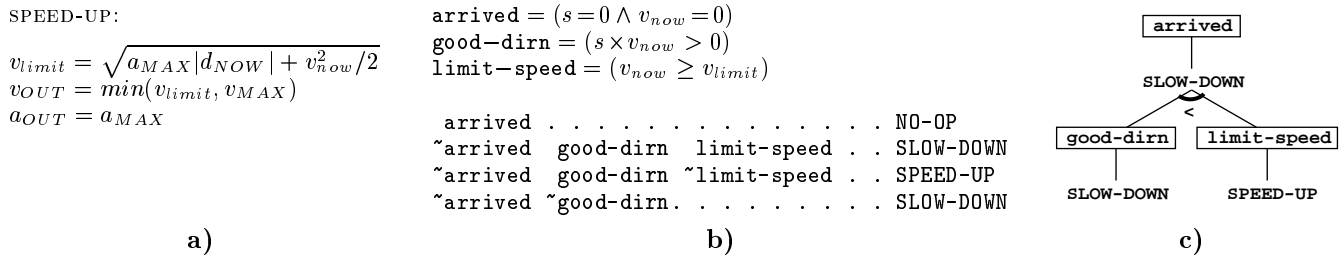 SPEED-UP:
v_limit = √(a_MAX|d_NOW| + v²_now/2)
v_OUT = min(v_limit, v_MAX)
a_OUT = a_MAX
a)
arrived = (s=0 ∧ v_now=0)
good−dirn = (s×v_now > 0)
limit−speed = (v_now ≥ v_limit)
arrived . . . . . . . . . . . . . . NO-OP
~arrived good-dirn limit-speed . . SLOW-DOWN
~arrived good-dirn ~limit-speed . . SPEED-UP
~arrived ~good-dirn. . . . . . . . . SLOW-DOWN
b)
arrived
SLOW-DOWN
<
good-dirn limit-speed
SLOW-DOWN SPEED-UP
c)